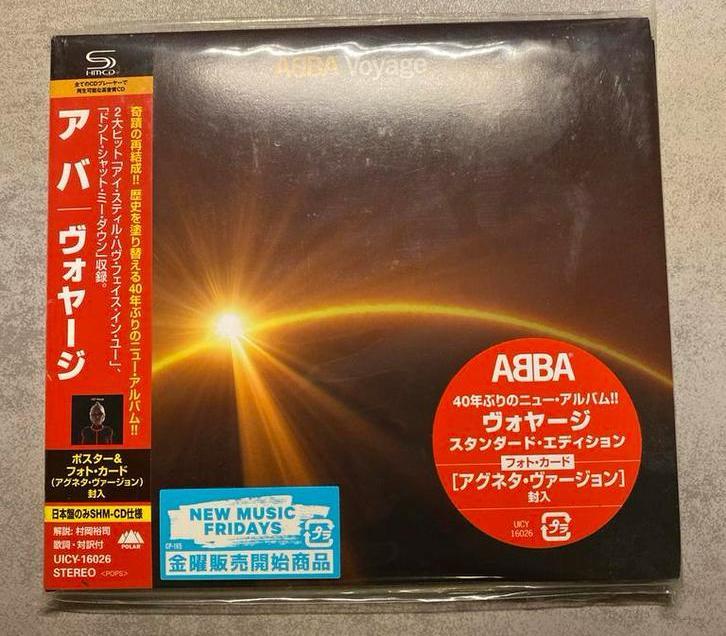 SHM-CD
全てのCDプレーヤーで
再生可能な高音質CD
アバ｜ヴォヤージ
奇蹟の再結成!! 歴史を塗り替える40年ぶりのニュー・アルバム!!
2大ヒット「アイ・スティル・ハヴ・フェイス・イン・ユー」、
「ドント・シャット・ミー・ダウン」収録。
ポスター&
フォト・カード
(アグネタ・ヴァージョン)
封入
日本盤のみSHM-CD仕様
解説: 村岡裕司
歌詞・対訳付
POLAR
UICY-16026
STEREO <POPS>
ABBA Voyage
NEW MUSIC
FRIDAYS
CP-195
プラ
金曜販売開始商品
ABBA
40年ぶりのニュー・アルバム!!
ヴォヤージ
スタンダード・エディション
フォト・カード
[アグネタ・ヴァージョン]
封入
UICY
16026
プラ